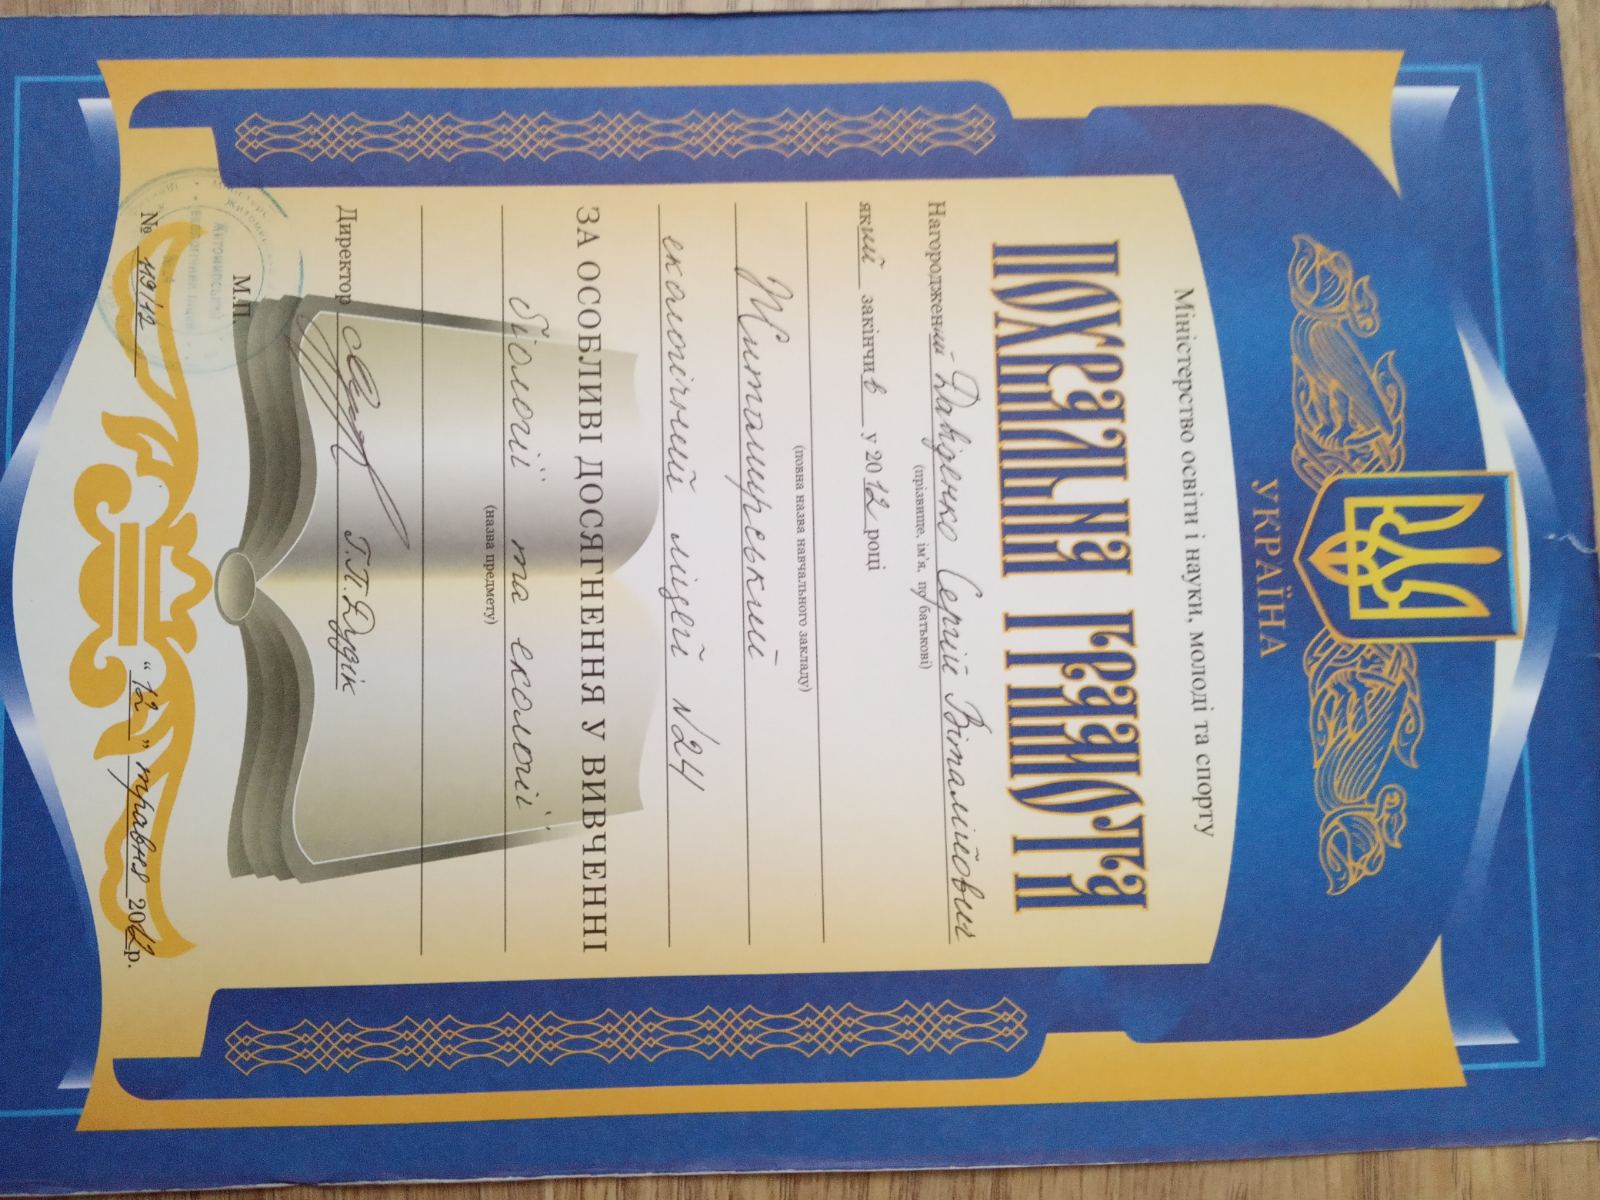 УКРАЇНА
Міністерство освіти і науки, молоді та спорту
ПОХВАЛЬНА ГРАМОТА
Нагороджений Давіденко Сергій Віталійович
(прізвище, ім'я, по батькові)
який закінчив у 2012 році
(повна назва навчального закладу)
Житомирський
екологічний ліцей №24
ЗА ОСОБЛИВІ ДОСЯГНЕННЯ У ВИВЧЕННІ
біології та екології
(назва предмету)
Директор Г.П.Дудік
М.П.
№ 119/12 “12” травня 2012р.